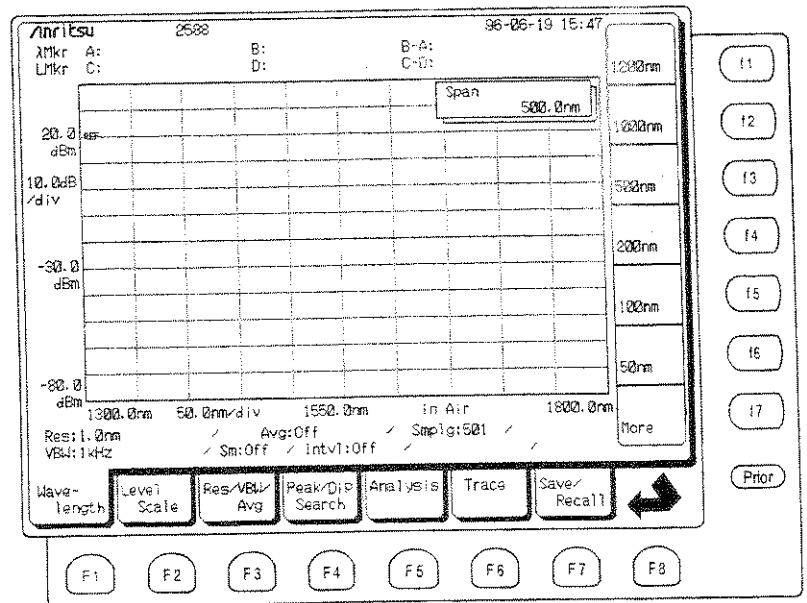 Anritsu 2588 96-06-19 15:47
λMkr A: B: B-A:
LMkr C: D: C-D:
Span
500.0nm
20.0
dBm
REF
10.0dB
/div
-30.0
dBm
-80.0
dBm
1300.0nm 50.0nm/div 1550.0nm in Air 1800.0nm
Res:1.0nm / Avg:Off / Smplg:501 /
VBW:1kHz / Sm:Off / Intvl:Off / /
1200nm
1000nm
500nm
200nm
100nm
50nm
More
f1
f2
f3
f4
f5
f6
f7
Prior
Wave-
length
Level
Scale
Res/VBW/
Avg
Peak/Dip
Search
Analysis
Trace
Save/
Recall
F1 F2 F3 F4 F5 F6 F7 F8